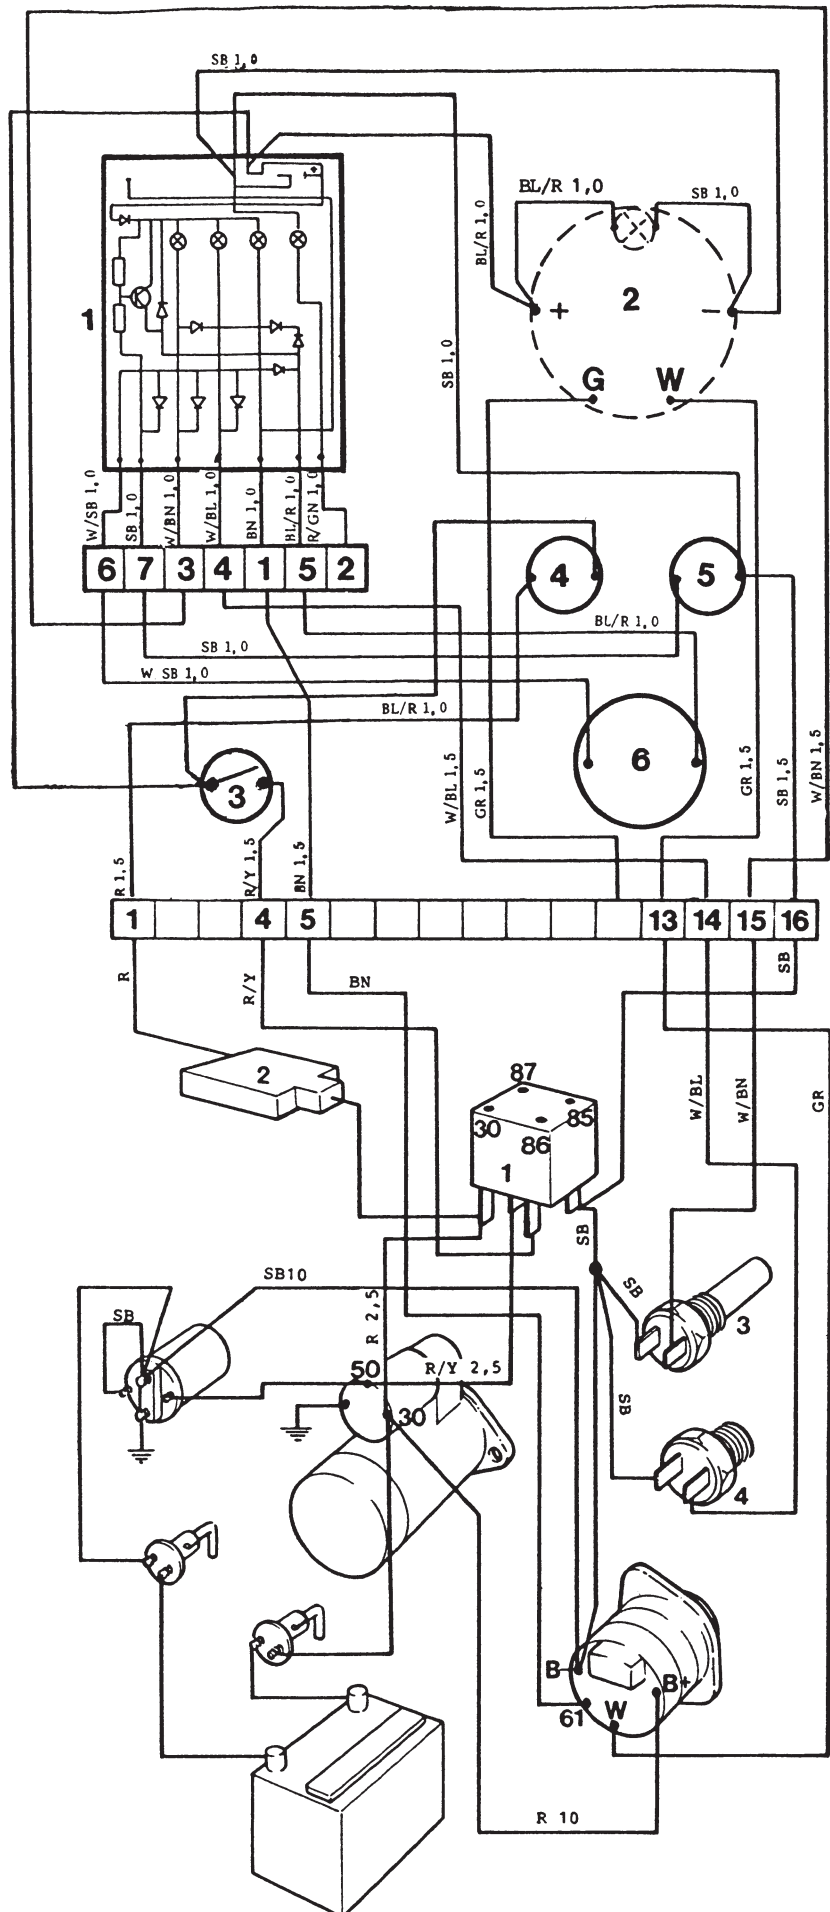 SB 1,0
BL/R 1,0
SB 1,0
BL/R 1,0
+
2
−
G
W
1
SB 1,0
W/SB 1,0
SB 1,0
W/BN 1,0
W/BL 1,0
BN 1,0
BL/R 1,0
R/GN 1,0
6 7 3 4 1 5 2
4
5
BL/R 1,0
SB 1,0
W SB 1,0
BL/R 1,0
6
3
W/BL 1,5
GR 1,5
GR 1,5
SB 1,5
W/BN 1,5
R 1,5
R/Y 1,5
BN 1,5
1 4 5 13 14 15 16
R
R/Y
BN
SB
2
87
30
85
86
1
W/BL
W/BN
GR
SB
SB10
SB
R 2,5
SB
3
50
R/Y 2,5
30
SB
4
B-
B+
61
W
R 10